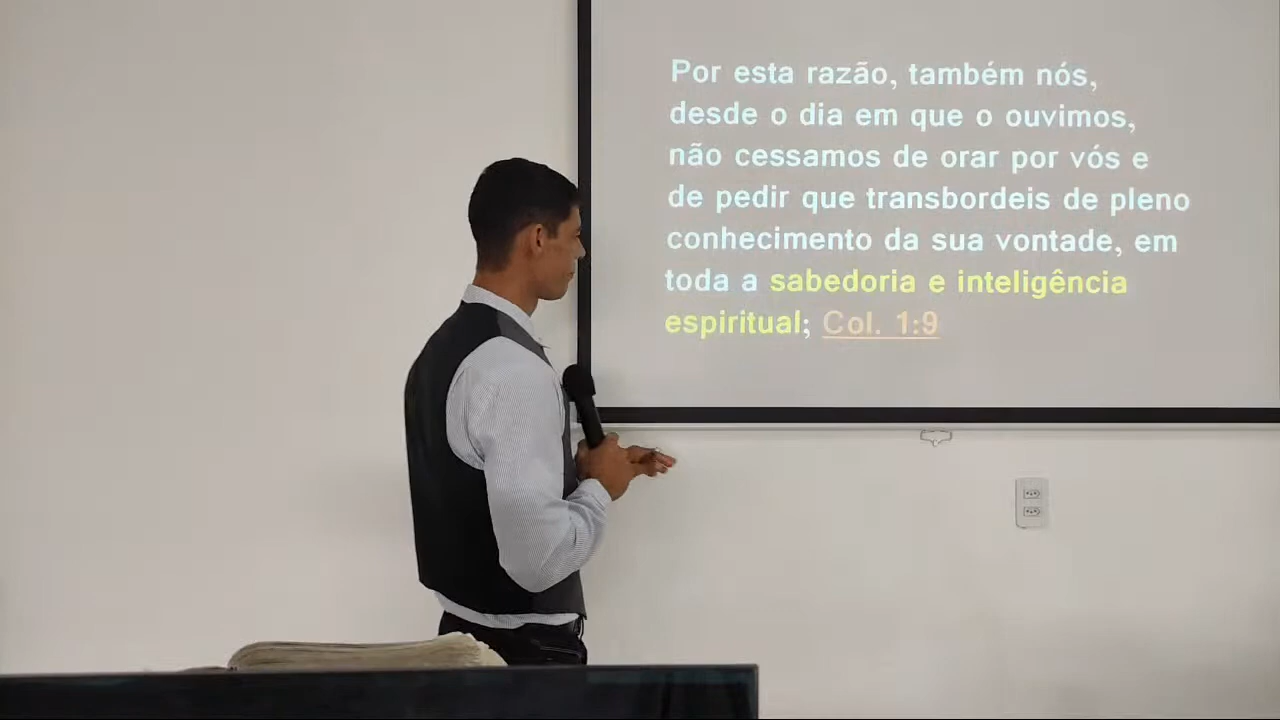 Por esta razão, também nós,
desde o dia em que o ouvimos,
não cessamos de orar por vós e
de pedir que transbordeis de pleno
conhecimento da sua vontade, em
toda a sabedoria e inteligência
espiritual; Col. 1:9